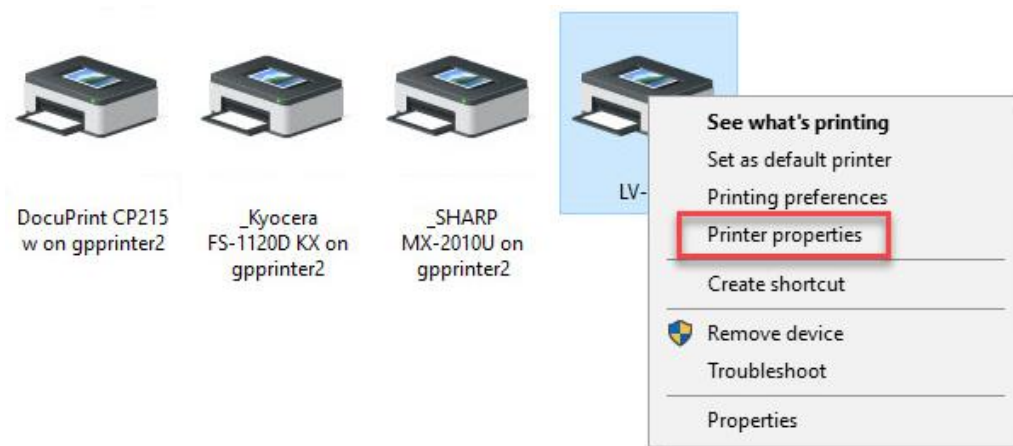 DocuPrint CP215
w on gpprinter2
_Kyocera
FS-1120D KX on
gpprinter2
_SHARP
MX-2010U on
gpprinter2
LV-
See what's printing
Set as default printer
Printing preferences
Printer properties
Create shortcut
Remove device
Troubleshoot
Properties